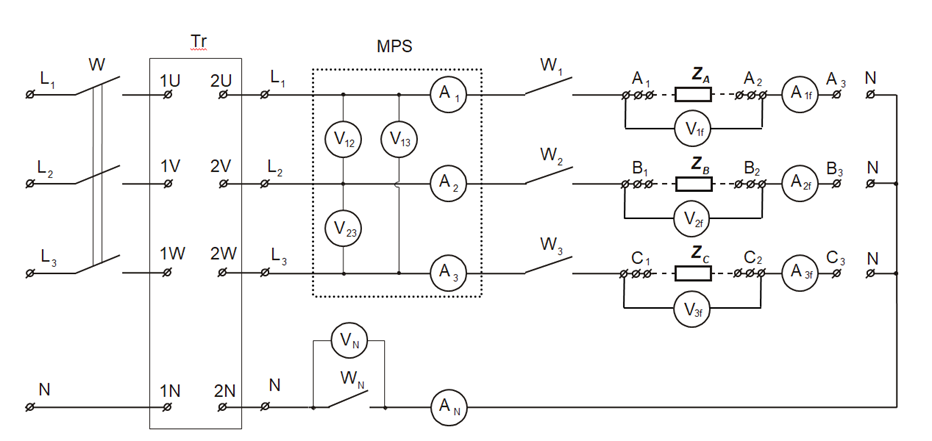 Tr
MPS
L1 W 1U 2U L1 A1 W1 A1 ZA A2 A1f A3 N
V12 V13 V1f
L2 1V 2V L2 A2 W2 B1 ZB B2 A2f B3 N
V23 V2f
L3 1W 2W L3 A3 W3 C1 ZC C2 A3f C3 N
V3f
VN
N 1N 2N N WN AN